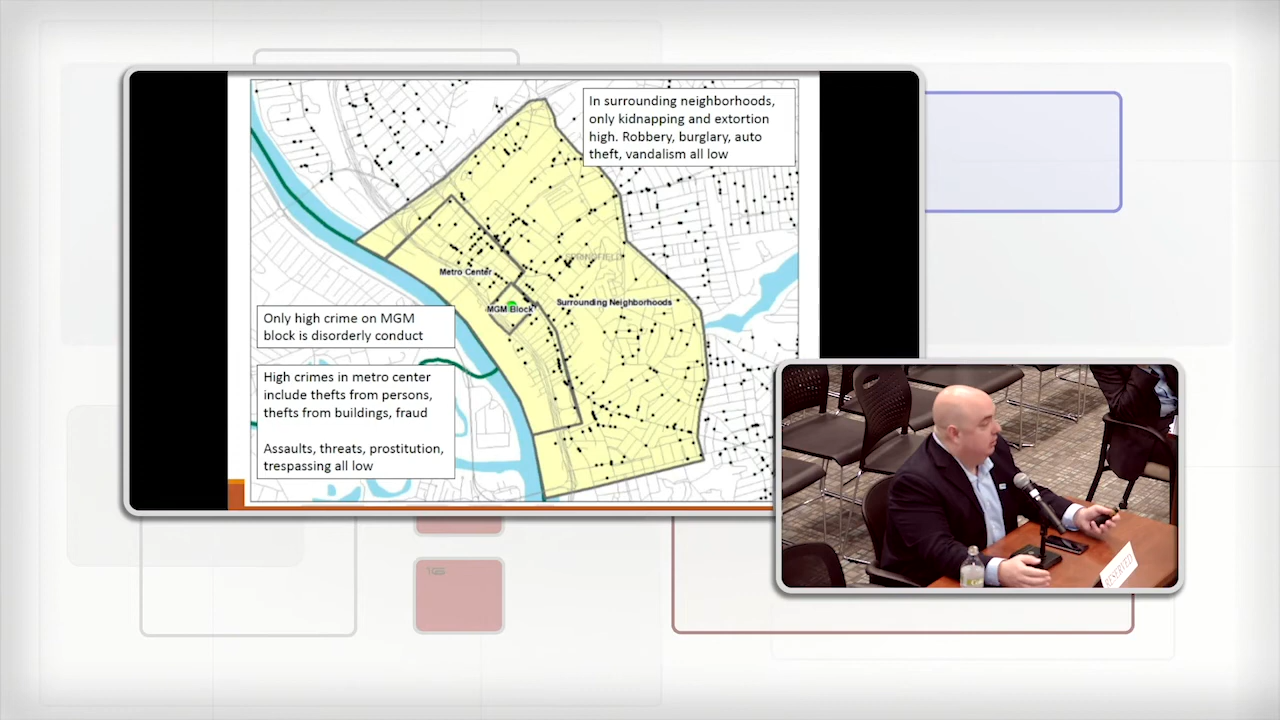 In surrounding neighborhoods,
only kidnapping and extortion
high. Robbery, burglary, auto
theft, vandalism all low
SPRINGFIELD
Metro Center
MGM Block
Surrounding Neighborhoods
Only high crime on MGM
block is disorderly conduct
High crimes in metro center
include thefts from persons,
thefts from buildings, fraud
Assaults, threats, prostitution,
trespassing all low
RESERVED